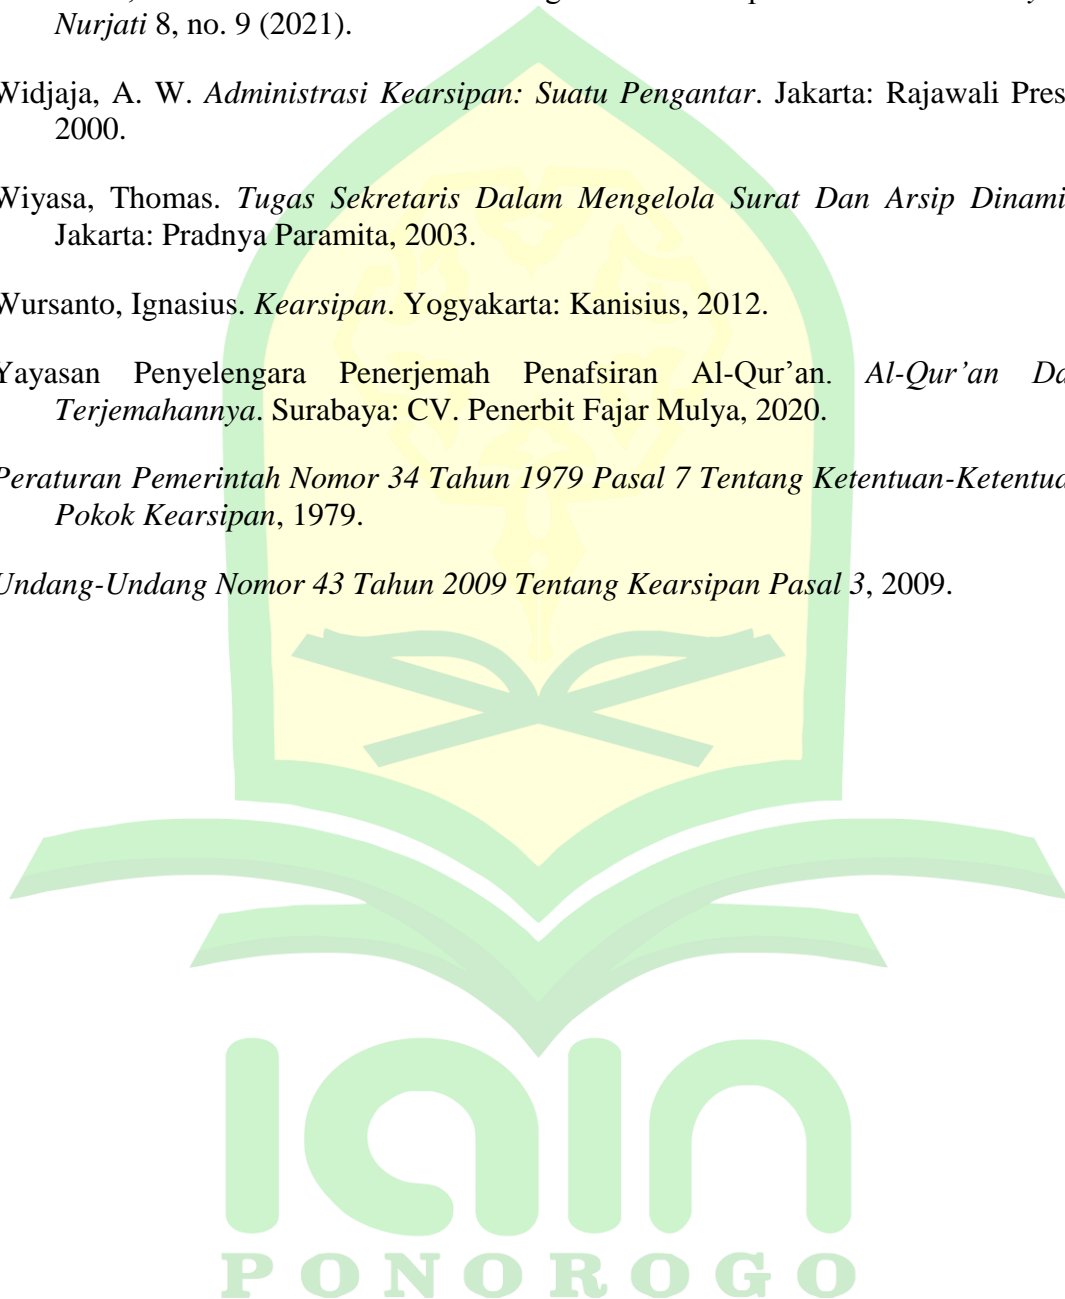 Nurjati 8, no. 9 (2021).
Widjaja, A. W. Administrasi Kearsipan: Suatu Pengantar. Jakarta: Rajawali Pres
2000.
Wiyasa, Thomas. Tugas Sekretaris Dalam Mengelola Surat Dan Arsip Dinami
Jakarta: Pradnya Paramita, 2003.
Wursanto, Ignasius. Kearsipan. Yogyakarta: Kanisius, 2012.
Yayasan Penyelengara Penerjemah Penafsiran Al-Qur’an. Al-Qur’an Da
Terjemahannya. Surabaya: CV. Penerbit Fajar Mulya, 2020.
Peraturan Pemerintah Nomor 34 Tahun 1979 Pasal 7 Tentang Ketentuan-Ketentua
Pokok Kearsipan, 1979.
Undang-Undang Nomor 43 Tahun 2009 Tentang Kearsipan Pasal 3, 2009.
IAIN
PONOROGO